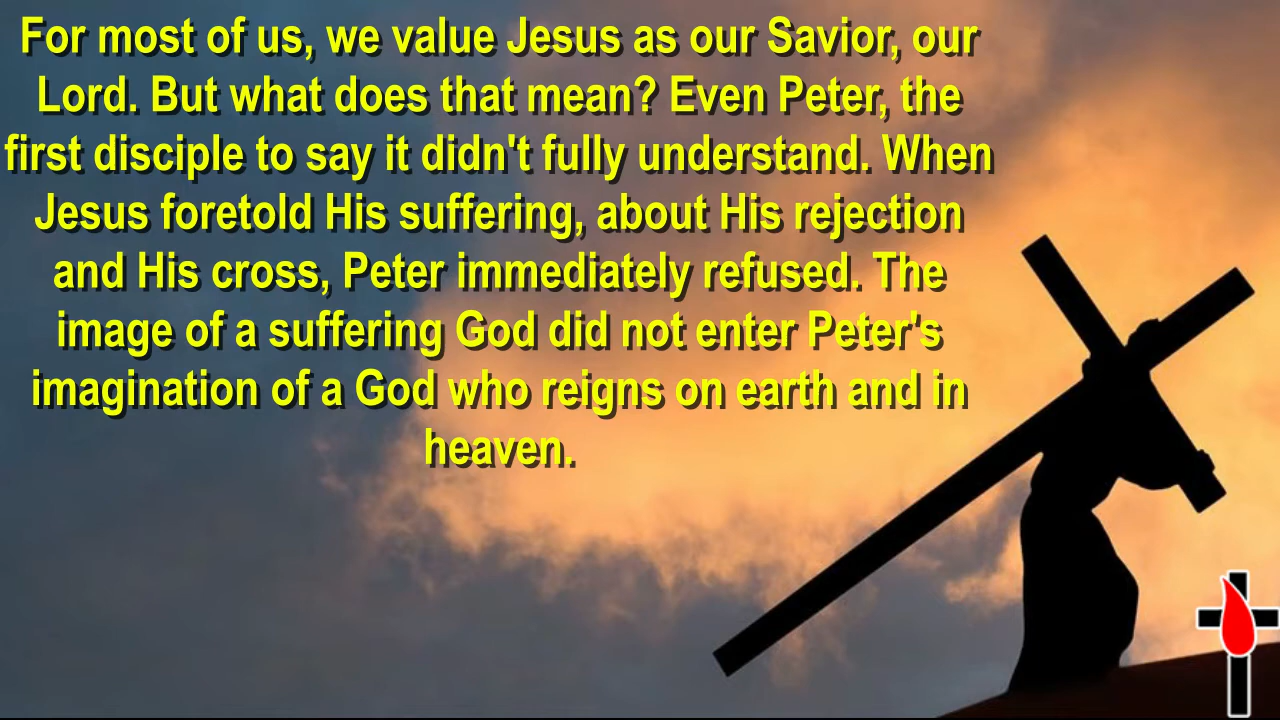 For most of us, we value Jesus as our Savior, our
Lord. But what does that mean? Even Peter, the
first disciple to say it didn't fully understand. When
Jesus foretold His suffering, about His rejection
and His cross, Peter immediately refused. The
image of a suffering God did not enter Peter's
imagination of a God who reigns on earth and in
heaven.